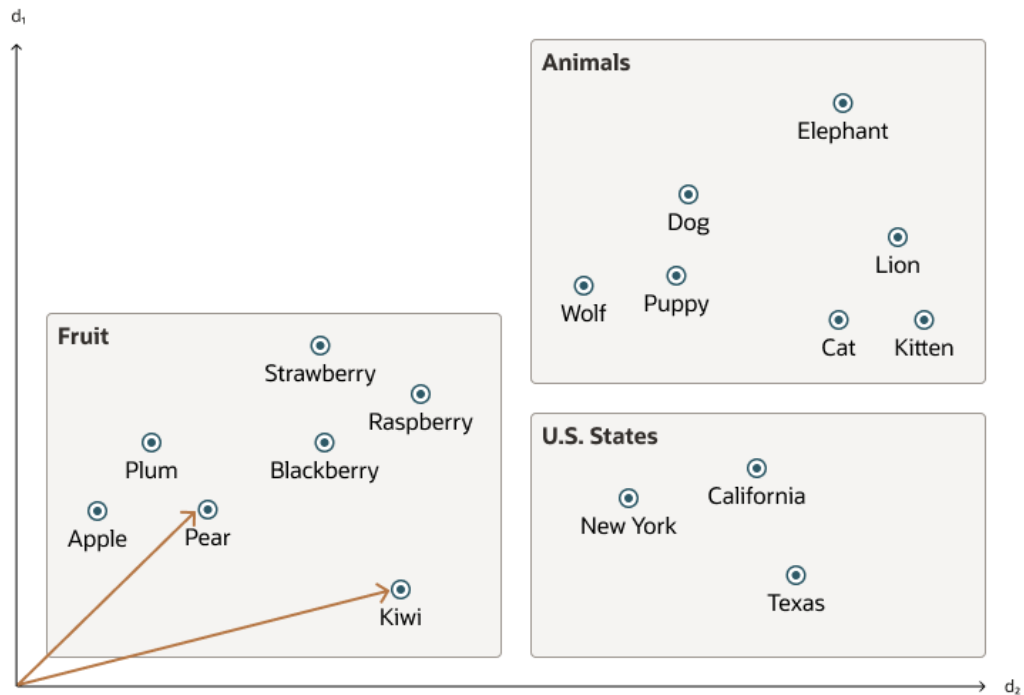 d₁
Animals
Elephant
Dog
Lion
Wolf
Puppy
Cat
Kitten
Fruit
Strawberry
Raspberry
Plum
Blackberry
Apple
Pear
Kiwi
U.S. States
California
New York
Texas
d₂